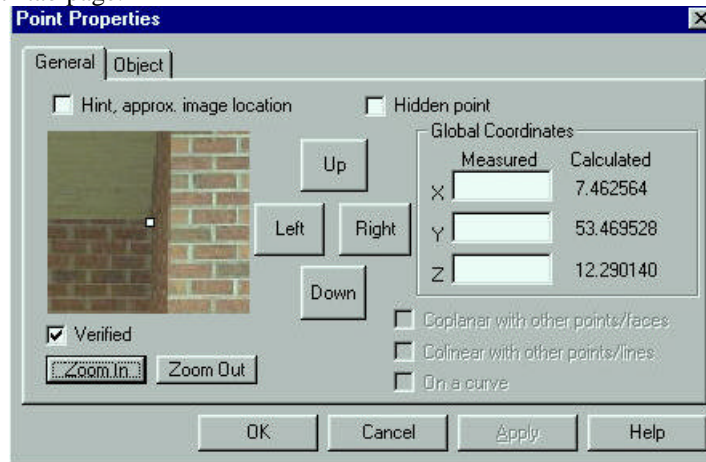 Point Properties
General Object
Hint, approx. image location Hidden point
Global Coordinates
Measured Calculated
Up
X 7.462564
Left Right
Y 53.469528
Z 12.290140
Down
Verified
Coplanar with other points/faces
Colinear with other points/lines
Zoom In Zoom Out
On a curve
OK Cancel Apply Help